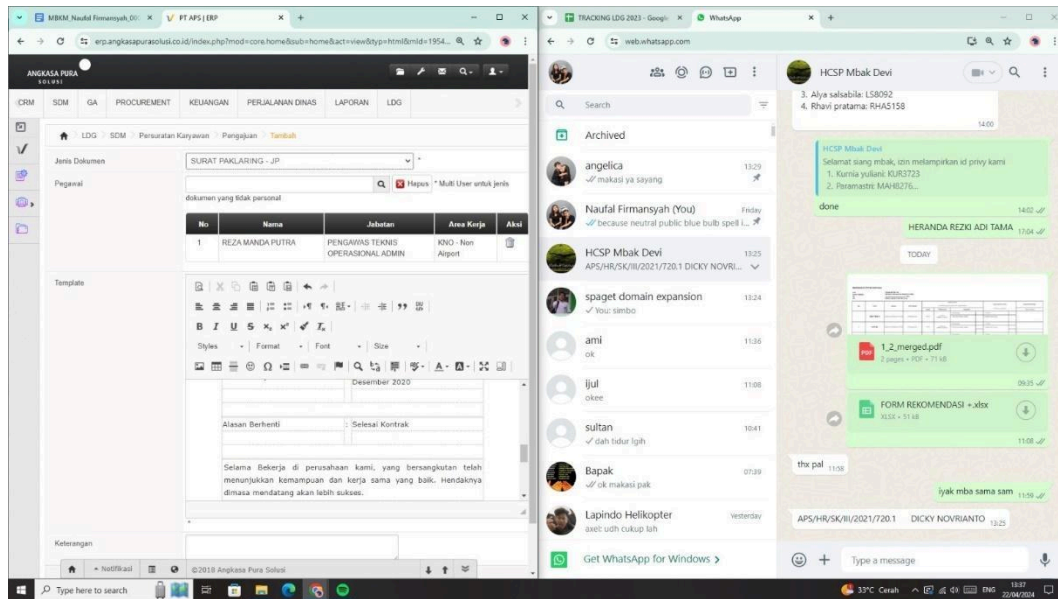 MBKM_Naufal Firmansyah_00
PT APS | ERP
erp.angkasapurasolusi.co.id/index.php?mod=core.home&sub=home&act=view&typ=html&mid=1954...
ANGKASA PURA
SOLUSI
CRM SDM GA PROCUREMENT KEUANGAN PERJALANAN DINAS LAPORAN LDG
LDG SDM Persuratan Karyawan Pengajuan Tambah
Jenis Dokumen SURAT PAKLARING - JP *
Pegawai Hapus * Multi User untuk jenis
dokumen yang tidak personal
No Nama Jabatan Area Kerja Aksi
1 REZA MANDA PUTRA PENGAWAS TEKNIS OPERASIONAL ADMIN KNO - Non Airport
Template
B I U S x₂ x² Tx
Styles Format Font Size
Desember 2020
Alasan Berhenti : Selesai Kontrak
Selama Bekerja di perusahaan kami, yang bersangkutan telah
menunjukkan kemampuan dan kerja sama yang baik. Hendaknya
dimasa mendatang akan lebih sukses.
*
Keterangan
Notifikasi ©2018 Angkasa Pura Solusi
TRACKING LDG 2023 - Google
WhatsApp
web.whatsapp.com
Search
Archived
angelica 13:29
makasi ya sayang
Naufal Firmansyah (You) Friday
because neutral public blue bulb spell i...
HCSP Mbak Devi 13:25
APS/HR/SK/III/2021/720.1 DICKY NOVRI...
spaget domain expansion 13:24
You: simbo
ami 11:36
ok
ijul 11:08
okee
sultan 10:41
dah tidur lgih
Bapak 07:39
ok makasi pak
Lapindo Helikopter Yesterday
axel: udh cukup lah
Get WhatsApp for Windows >
HCSP Mbak Devi
3. Alya salsabila: LS8092
4. Rhavi pratama: RHA5158
14:00
HCSP Mbak Devi
Selamat siang mbak, izin melampirkan id privy kami
1. Kurnia yuliani: KUR3723
2. Paramastri: MAH8276...
done 14:02
HERANDA REZKI ADI TAMA 17:04
TODAY
PDF 1_2_merged.pdf
2 pages • PDF • 71 kB
09:35
FORM REKOMENDASI +.xlsx
XLSX • 51 kB
11:08
thx pal 11:08
iyak mba sama sam 11:59
APS/HR/SK/III/2021/720.1 DICKY NOVRIANTO 13:25
Type a message
Type here to search
33°C Cerah ENG 13:37
22/04/2024